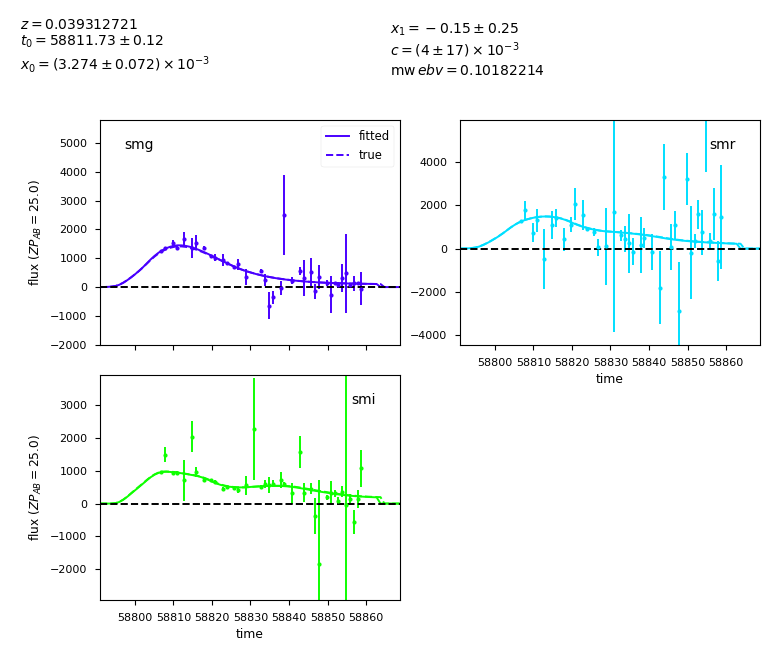 z = 0.039312721
t₀ = 58811.73 ± 0.12
x₀ = (3.274 ± 0.072) × 10⁻³
x₁ = −0.15 ± 0.25
c = (4 ± 17) × 10⁻³
mw ebv = 0.10182214
smg
fitted
true
5000
4000
3000
2000
1000
0
−1000
−2000
flux (ZP_AB = 25.0)
smr
4000
2000
0
−2000
−4000
58800 58810 58820 58830 58840 58850 58860
time
smi
3000
2000
1000
0
−1000
−2000
flux (ZP_AB = 25.0)
58800 58810 58820 58830 58840 58850 58860
time